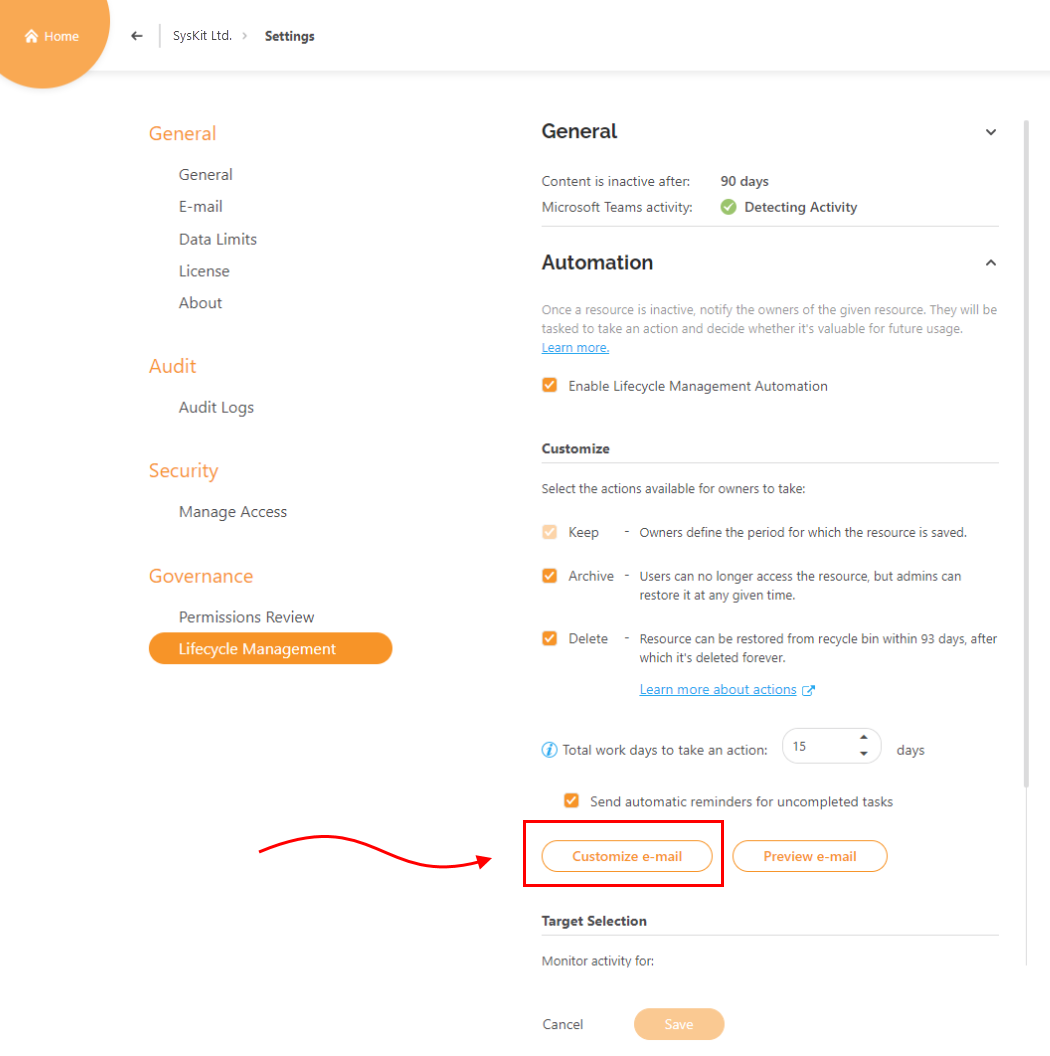 Home
SysKit Ltd. > Settings
General
General
E-mail
Data Limits
License
About
Audit
Audit Logs
Security
Manage Access
Governance
Permissions Review
Lifecycle Management
General
Content is inactive after: 90 days
Microsoft Teams activity: Detecting Activity
Automation
Once a resource is inactive, notify the owners of the given resource. They will be
tasked to take an action and decide whether it's valuable for future usage.
Learn more.
Enable Lifecycle Management Automation
Customize
Select the actions available for owners to take:
Keep - Owners define the period for which the resource is saved.
Archive - Users can no longer access the resource, but admins can
restore it at any given time.
Delete - Resource can be restored from recycle bin within 93 days, after
which it's deleted forever.
Learn more about actions
Total work days to take an action: 15 days
Send automatic reminders for uncompleted tasks
Customize e-mail Preview e-mail
Target Selection
Monitor activity for:
Cancel Save